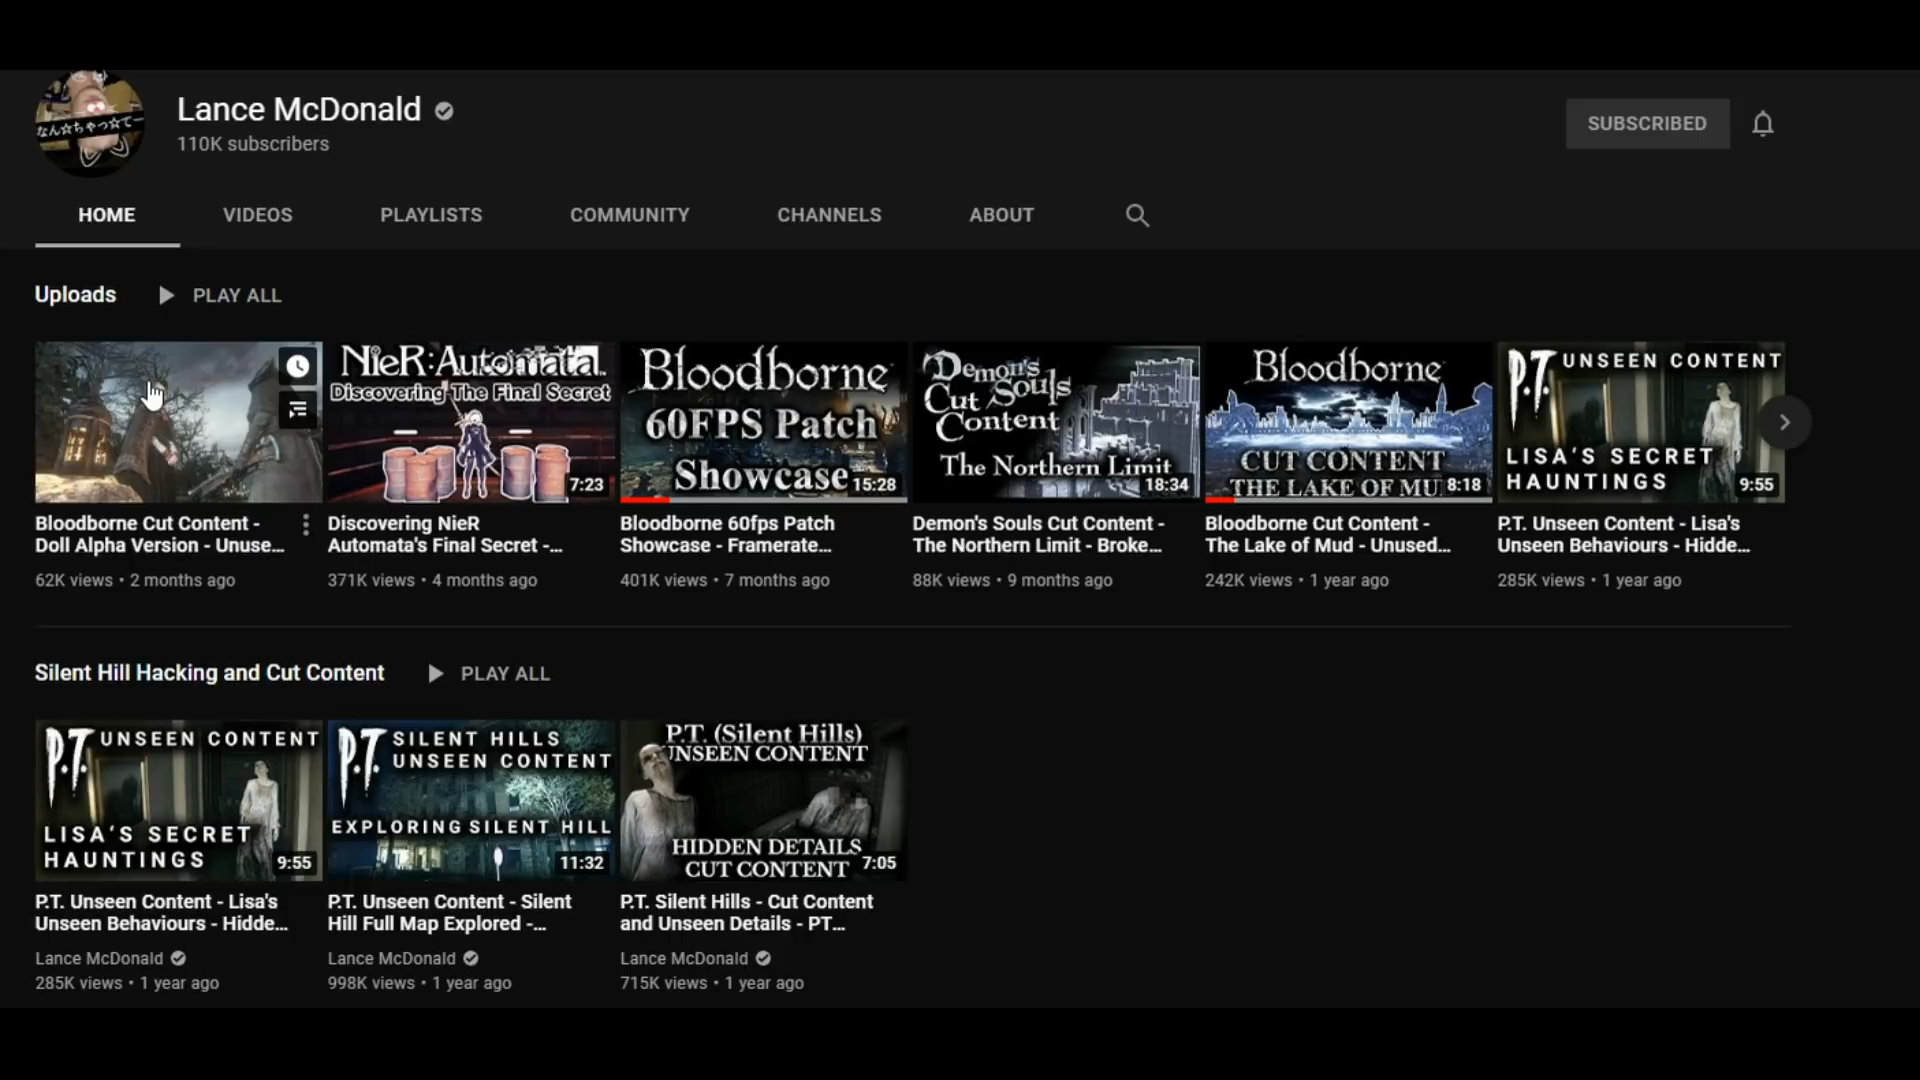 なん☆ちゃっ☆てー
Lance McDonald
110K subscribers
SUBSCRIBED
HOME VIDEOS PLAYLISTS COMMUNITY CHANNELS ABOUT
Uploads PLAY ALL
NieR:Automata
Discovering The Final Secret
7:23
Bloodborne
60FPS Patch
Showcase
15:28
Demon's
Souls
Cut
Content
The Northern Limit
18:34
Bloodborne
CUT CONTENT
THE LAKE OF MU
8:18
P.T. UNSEEN CONTENT
LISA'S SECRET
HAUNTINGS
9:55
Bloodborne Cut Content -
Doll Alpha Version - Unuse...
62K views • 2 months ago
Discovering NieR
Automata's Final Secret -...
371K views • 4 months ago
Bloodborne 60fps Patch
Showcase - Framerate...
401K views • 7 months ago
Demon's Souls Cut Content -
The Northern Limit - Broke...
88K views • 9 months ago
Bloodborne Cut Content -
The Lake of Mud - Unused...
242K views • 1 year ago
P.T. Unseen Content - Lisa's
Unseen Behaviours - Hidde...
285K views • 1 year ago
Silent Hill Hacking and Cut Content PLAY ALL
P.T. UNSEEN CONTENT
LISA'S SECRET
HAUNTINGS
9:55
P.T. SILENT HILLS
UNSEEN CONTENT
EXPLORING SILENT HILL
11:32
P.T. (Silent Hills)
UNSEEN CONTENT
HIDDEN DETAILS
CUT CONTENT
7:05
P.T. Unseen Content - Lisa's
Unseen Behaviours - Hidde...
Lance McDonald
285K views • 1 year ago
P.T. Unseen Content - Silent
Hill Full Map Explored -...
Lance McDonald
998K views • 1 year ago
P.T. Silent Hills - Cut Content
and Unseen Details - PT...
Lance McDonald
715K views • 1 year ago